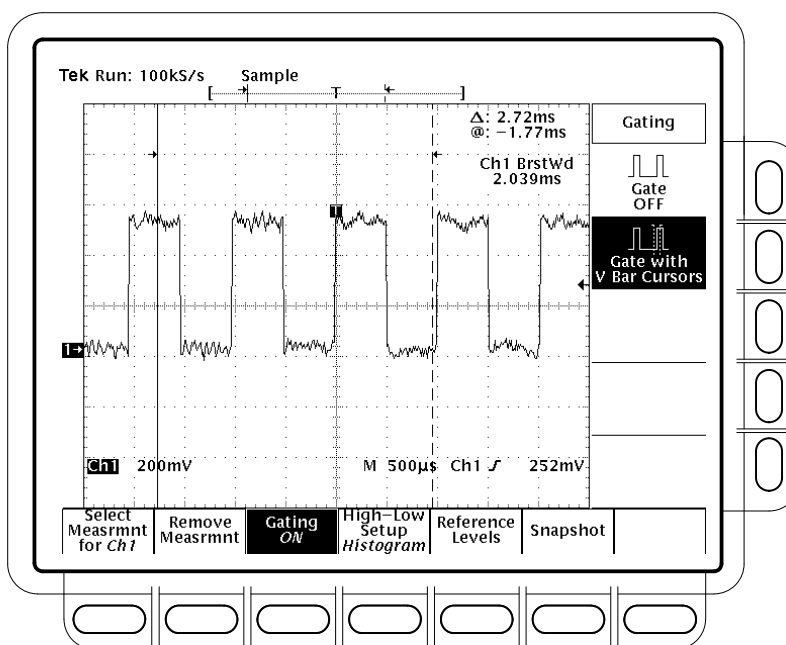 Tek Run: 100kS/s Sample
[ T ]
Δ: 2.72ms
@: −1.77ms
Ch1 BrstWd
2.039ms
T
1
Ch1 200mV M 500µs Ch1 252mV
Gating
Gate
OFF
Gate with
V Bar Cursors
Select
Measrmnt
for Ch1
Remove
Measrmnt
Gating
ON
High−Low
Setup
Histogram
Reference
Levels
Snapshot